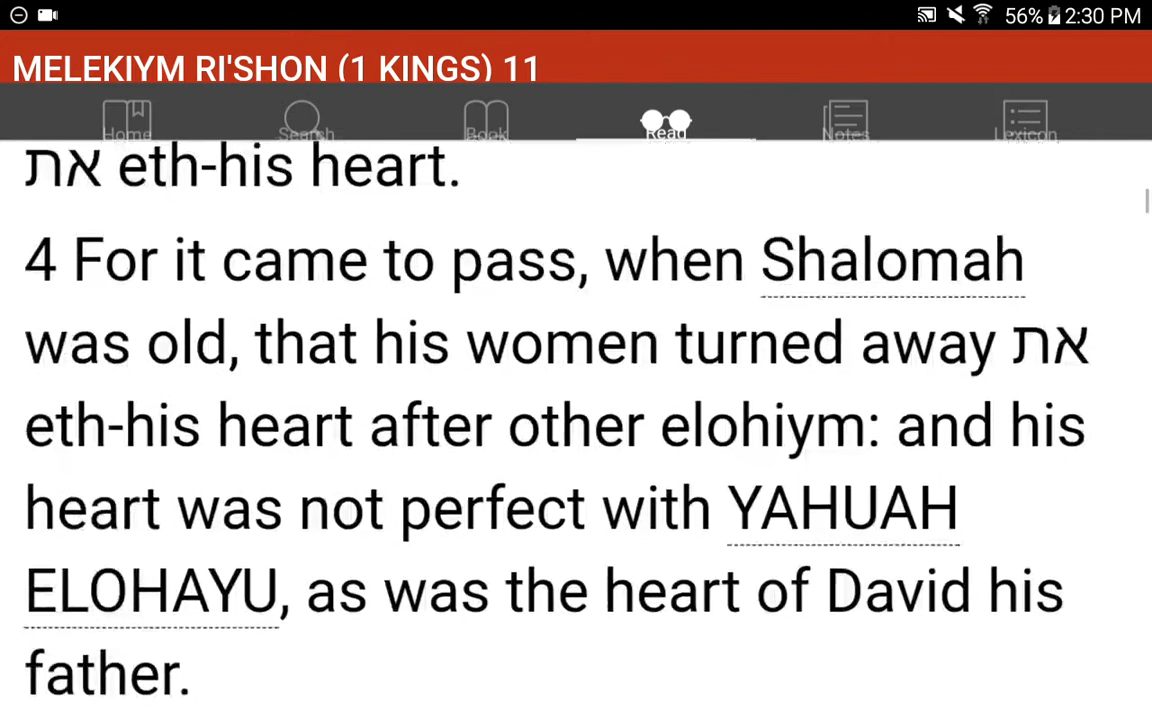 56% 2:30 PM
MELEKIYM RI'SHON (1 KINGS) 11
Home Search Book Read Notes Lexicon
את eth-his heart.
4 For it came to pass, when Shalomah
was old, that his women turned away את
eth-his heart after other elohiym: and his
heart was not perfect with YAHUAH
ELOHAYU, as was the heart of David his
father.